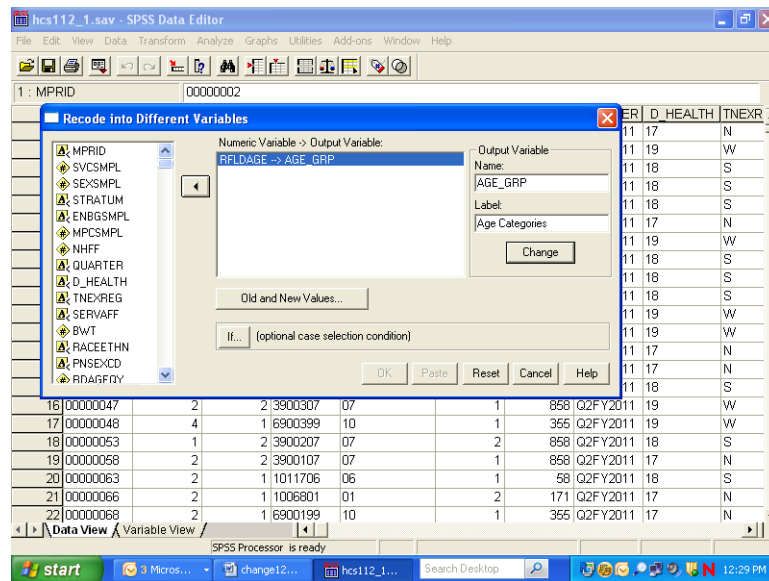 hcs112_1.sav - SPSS Data Editor
File Edit View Data Transform Analyze Graphs Utilities Add-ons Window Help
1 : MPRID 00000002
ER D_HEALTH TNEXR
Recode into Different Variables
MPRID
SVCSMPL
SEXSMPL
STRATUM
ENBGSMPL
MPCSMPL
NHFF
QUARTER
D_HEALTH
TNEXREG
SERVAFF
BWT
RACEETHN
PNSEXCD
RDAGEQY
Numeric Variable -> Output Variable:
RFLDAGE --> AGE_GRP
Output Variable
Name:
AGE_GRP
Label:
Age Categories
Change
Old and New Values...
If... (optional case selection condition)
OK Paste Reset Cancel Help
11 17 N
11 19 W
11 18 S
11 18 S
11 18 S
11 17 N
11 19 W
11 18 S
11 18 S
11 18 S
11 19 W
11 19 W
11 17 N
11 17 N
11 18 S
16 00000047 2 2 3900307 07 1 858 Q2FY2011 19 W
17 00000048 4 1 6900399 10 1 355 Q2FY2011 19 W
18 00000053 1 2 3900207 07 2 858 Q2FY2011 18 S
19 00000058 2 2 3900107 07 1 858 Q2FY2011 17 N
20 00000063 2 1 1011706 06 1 58 Q2FY2011 18 S
21 00000066 2 1 1006801 01 2 171 Q2FY2011 17 N
22 00000068 2 1 6900199 10 1 355 Q2FY2011 17 N
Data View Variable View
SPSS Processor is ready
start 3 Micros... change12... hcs112_1... Search Desktop N 12:29 PM